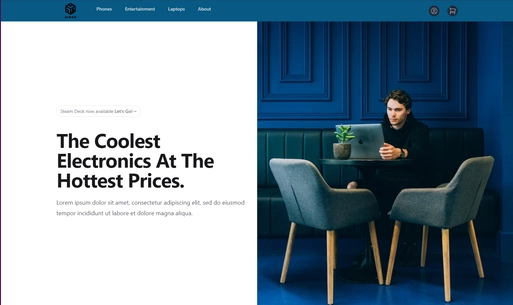 Phones Entertainment Laptops About
Steam Deck now available Let's Go! →
The Coolest
Electronics At The
Hottest Prices.
Lorem ipsum dolor sit amet, consectetur adipiscing elit, sed do eiusmod
tempor incididunt ut labore et dolore magna aliqua.